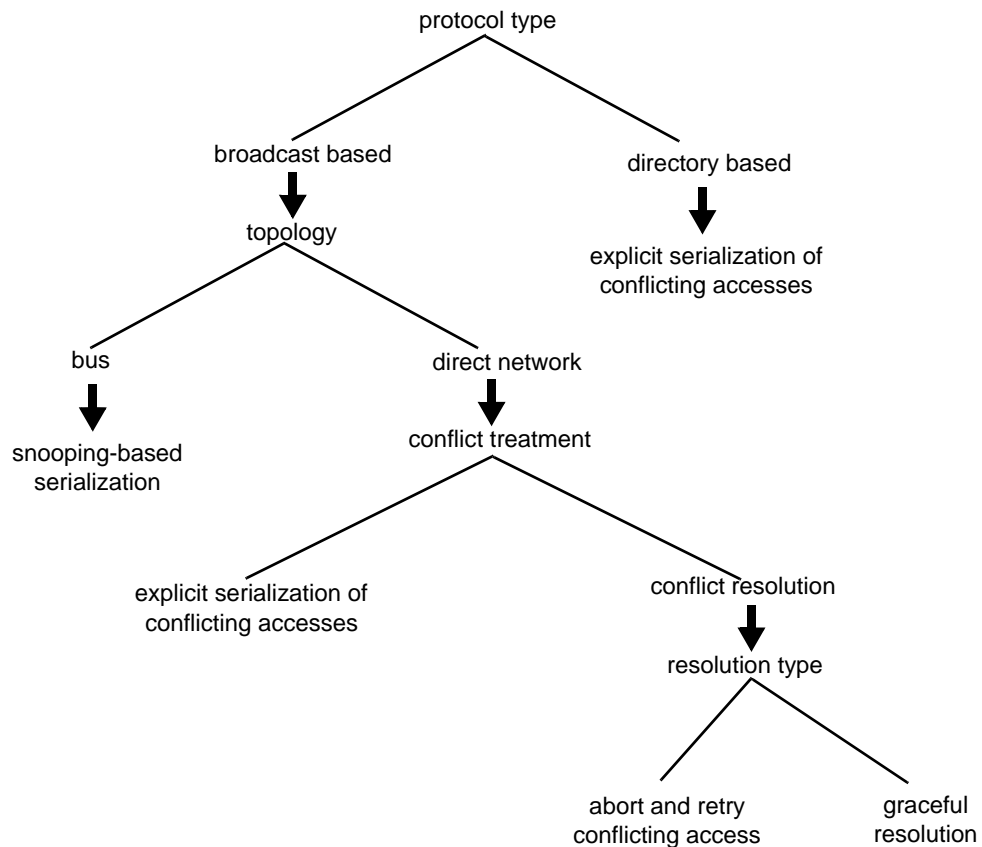 protocol type
broadcast based
directory based
topology
explicit serialization of
conflicting accesses
bus
direct network
snooping-based
serialization
conflict treatment
explicit serialization of
conflicting accesses
conflict resolution
resolution type
abort and retry
conflicting access
graceful
resolution